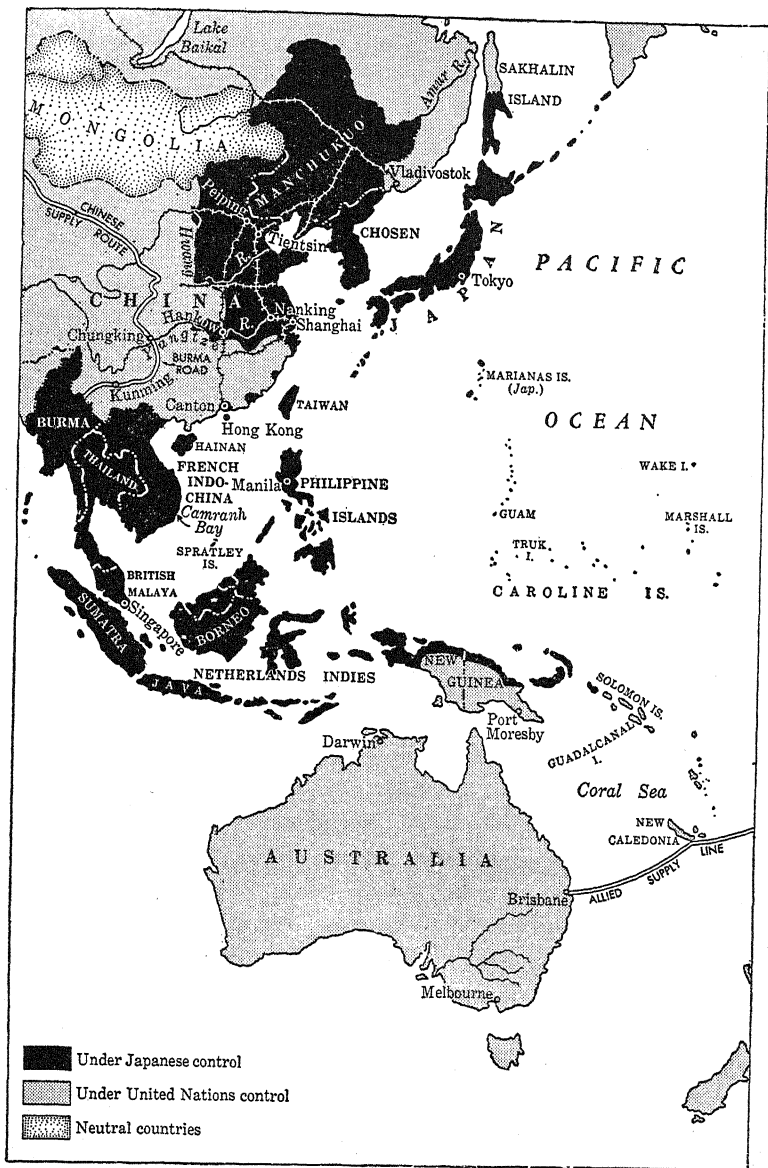 Lake
Baikal
Amur R.
SAKHALIN
ISLAND
MONGOLIA
MANCHUKUO
Vladivostok
CHINESE
SUPPLY ROUTE
Peiping
Tientsin
CHOSEN
Hwang
R.
JAPAN
Tokyo
PACIFIC
CHINA
Nanking
Hankow
R.
Shanghai
Chungking
Yangtze
BURMA
ROAD
Kunming
MARIANAS IS.
(Jap.)
Canton
TAIWAN
Hong Kong
OCEAN
BURMA
HAINAN
THAILAND
FRENCH
INDO-
CHINA
Manila
PHILIPPINE
ISLANDS
WAKE I.
Camranh
Bay
GUAM
MARSHALL
IS.
SPRATLEY
IS.
TRUK
I.
BRITISH
MALAYA
CAROLINE IS.
Singapore
SUMATRA
BORNEO
NETHERLANDS INDIES
NEW
GUINEA
JAVA
SOLOMON IS.
Port
Moresby
Darwin
GUADALCANAL
I.
Coral Sea
NEW
CALEDONIA
AUSTRALIA
ALLIED SUPPLY LINE
Brisbane
Melbourne
Under Japanese control
Under United Nations control
Neutral countries